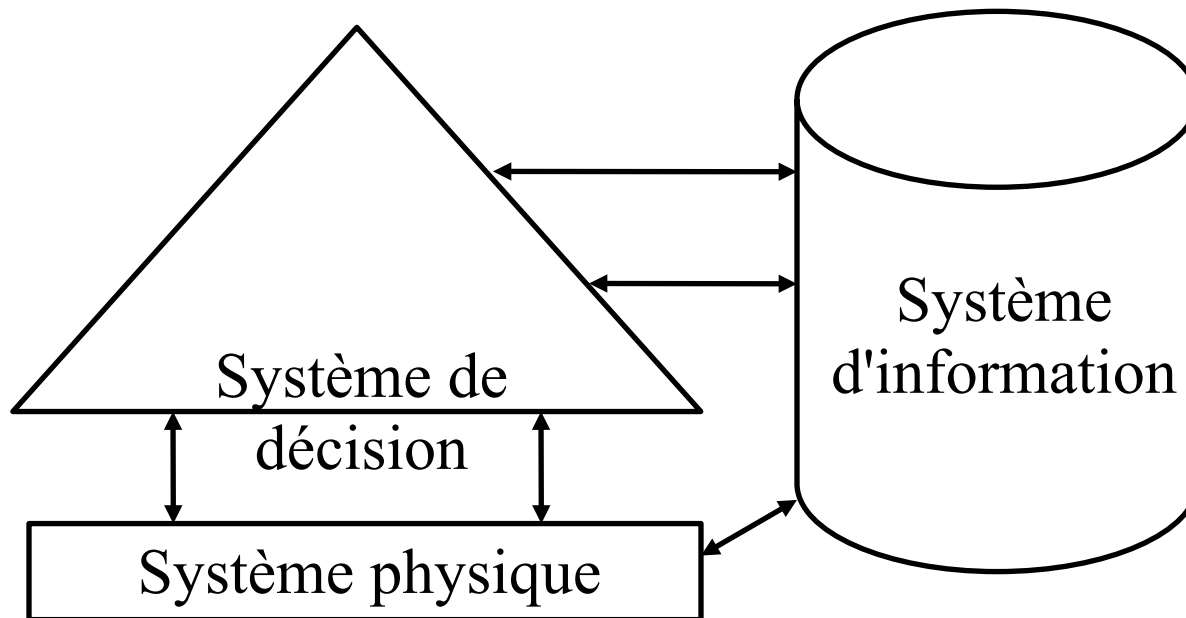 Système de
décision
Système physique
Système
d'information